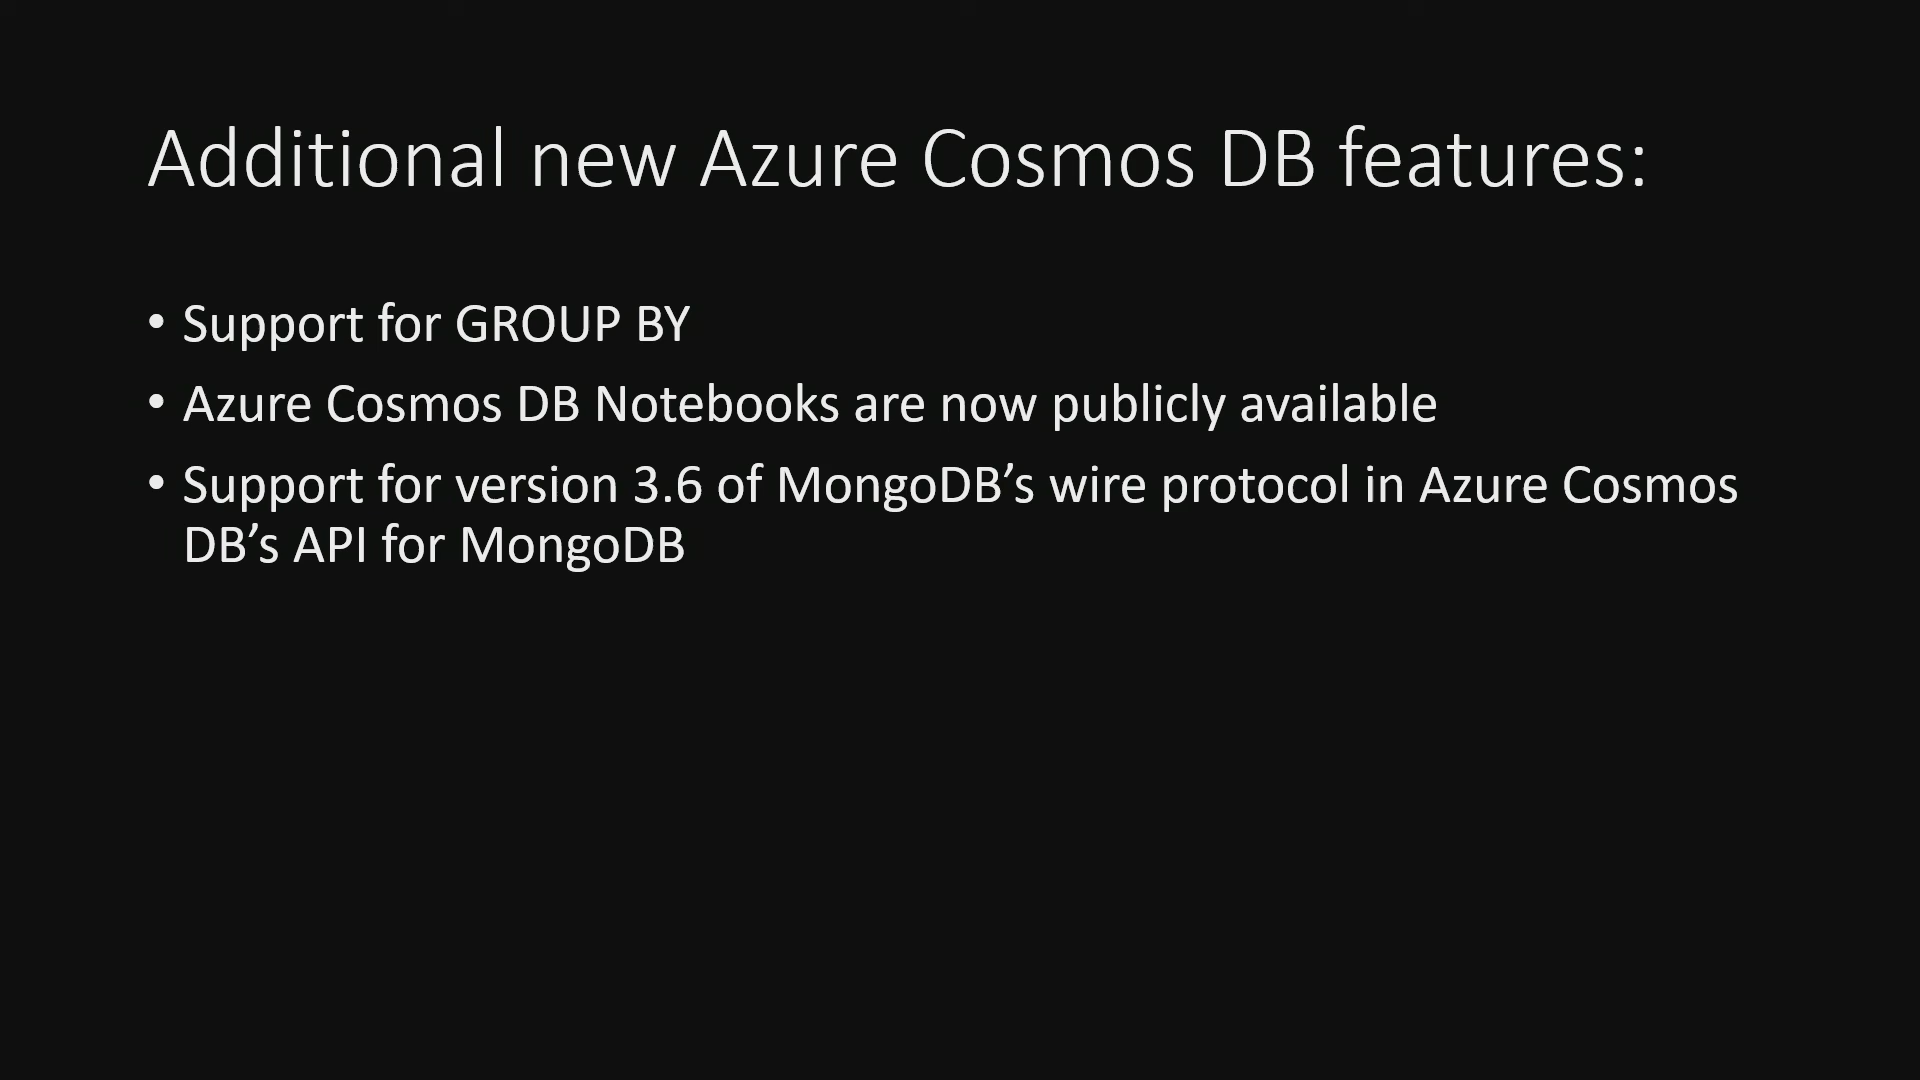 Additional new Azure Cosmos DB features:
• Support for GROUP BY
• Azure Cosmos DB Notebooks are now publicly available
• Support for version 3.6 of MongoDB’s wire protocol in Azure Cosmos
DB’s API for MongoDB